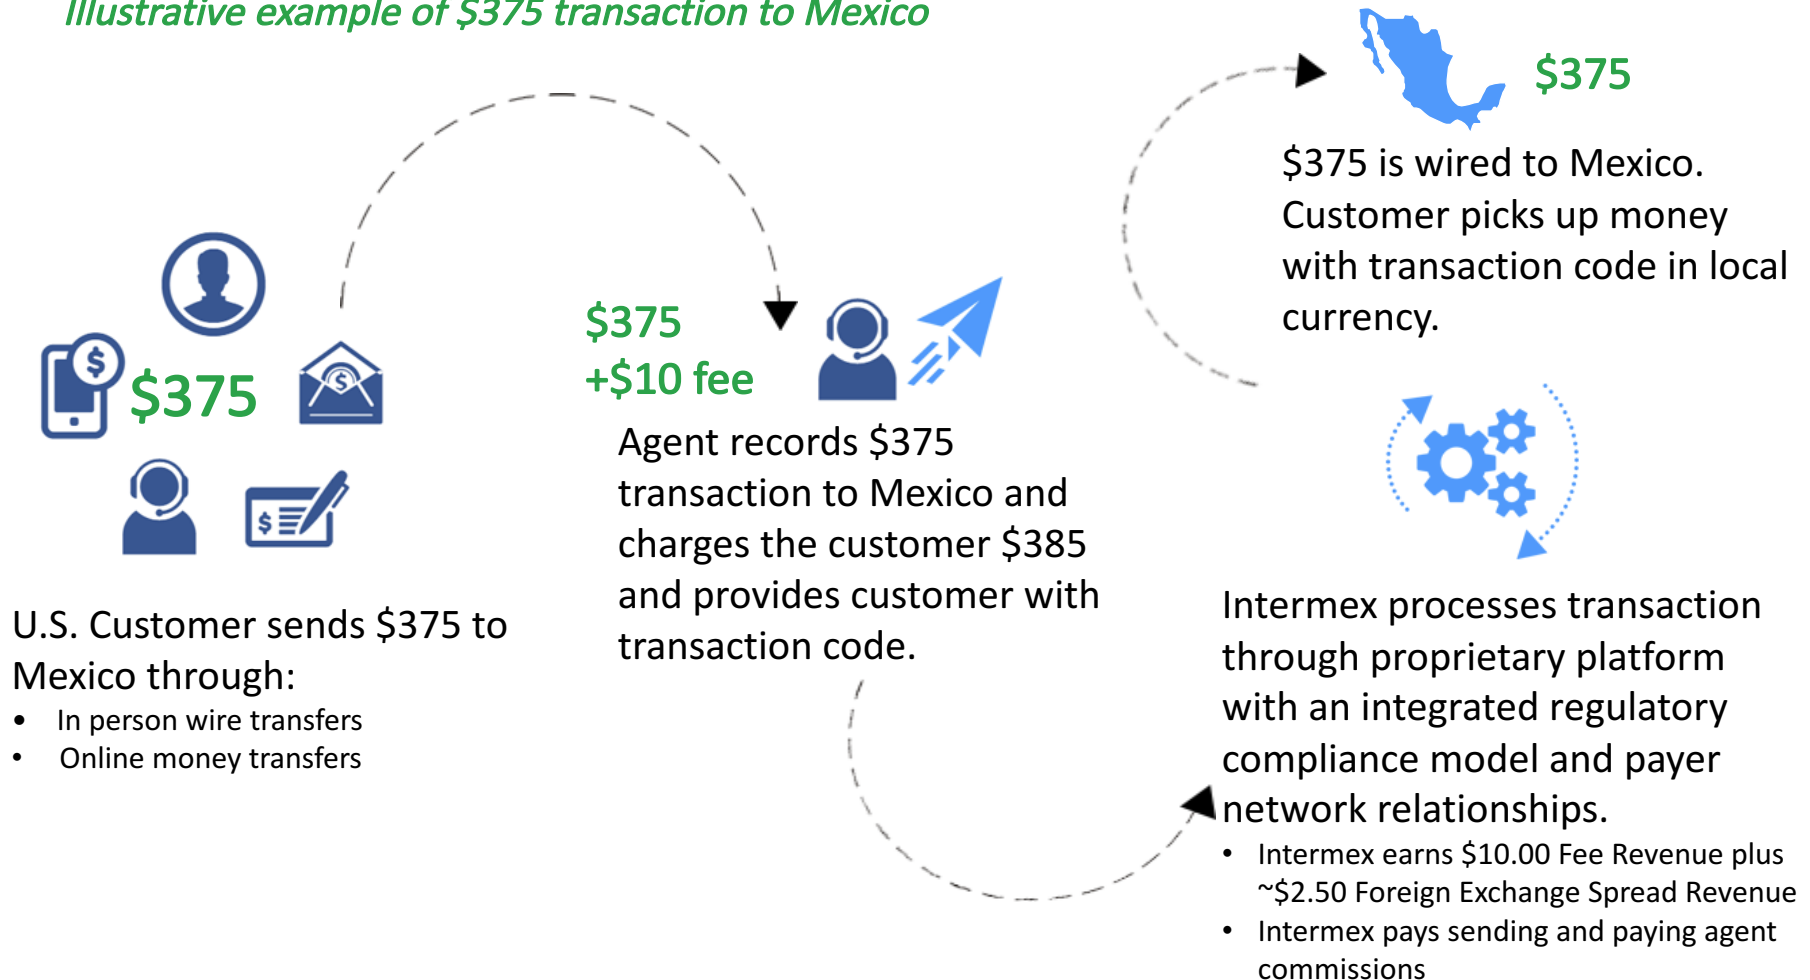 Illustrative example of $375 transaction to Mexico
$375
U.S. Customer sends $375 to
Mexico through:
• In person wire transfers
• Online money transfers
$375
+$10 fee
Agent records $375
transaction to Mexico and
charges the customer $385
and provides customer with
transaction code.
Intermex processes transaction
through proprietary platform
with an integrated regulatory
compliance model and payer
network relationships.
• Intermex earns $10.00 Fee Revenue plus
~$2.50 Foreign Exchange Spread Revenue
• Intermex pays sending and paying agent
commissions
$375
$375 is wired to Mexico.
Customer picks up money
with transaction code in local
currency.